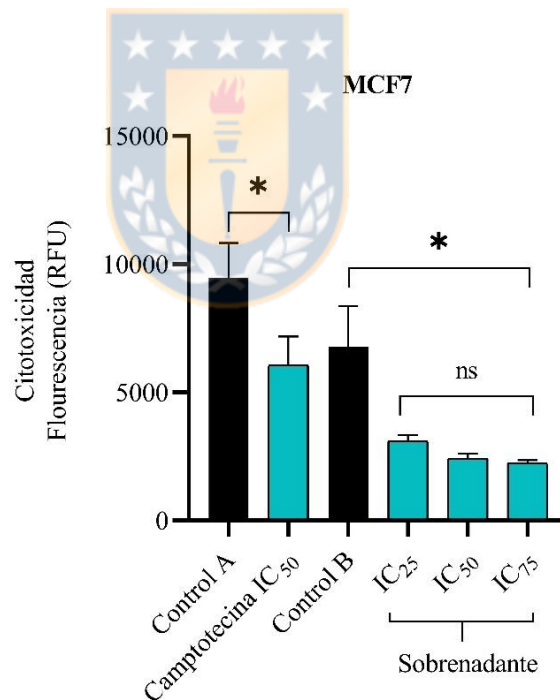 MCF7
15000
*
*
10000
Citotoxicidad
Flourescencia (RFU)
ns
5000
0
Control A
Camptotecina IC50
Control B
IC25
IC50
IC75
Sobrenadante